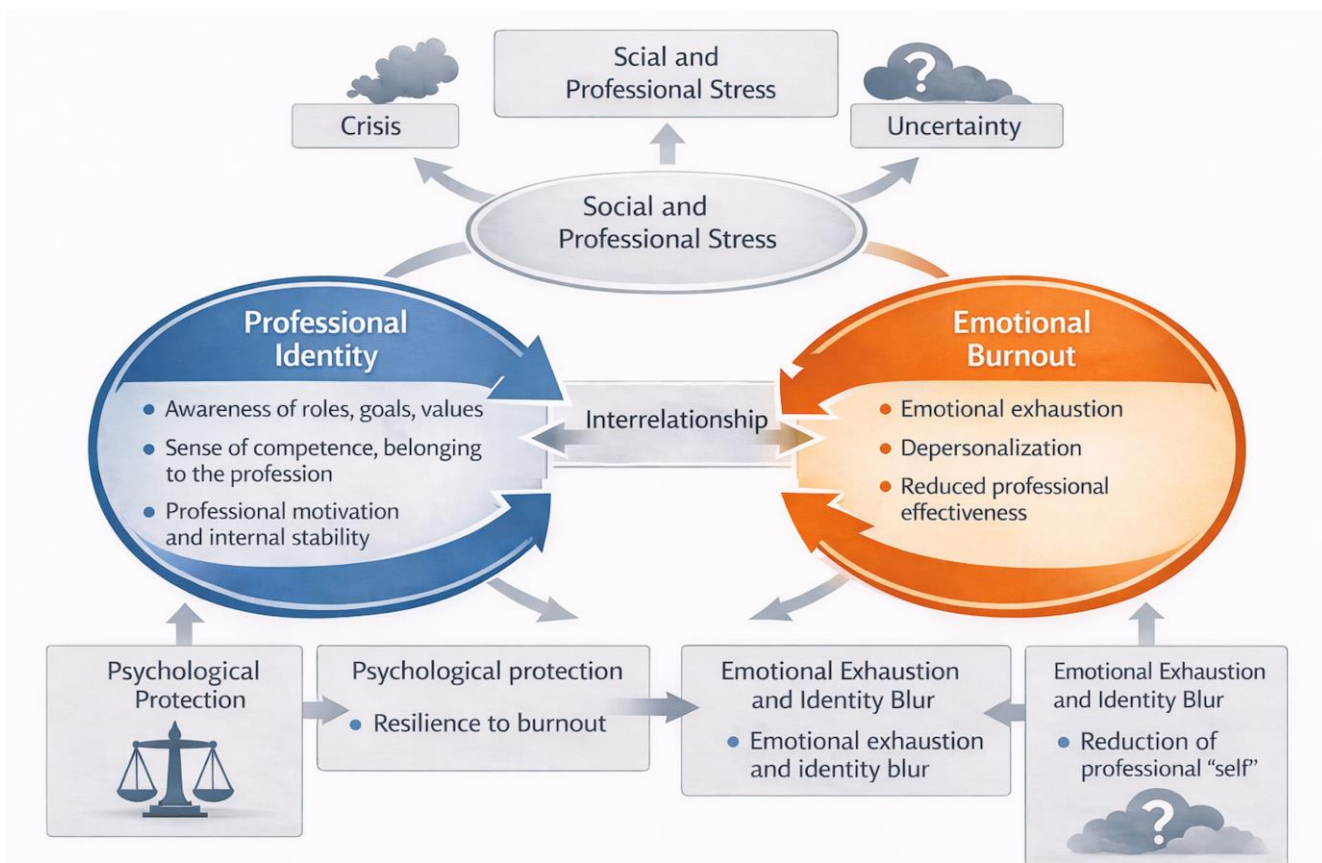 Scial and
Professional Stress
Crisis
?
Uncertainty
Social and
Professional Stress
Professional
Identity
• Awareness of roles, goals, values
• Sense of competence, belonging
to the profession
• Professional motivation
and internal stability
Interrelationship
Emotional
Burnout
• Emotional exhaustion
• Depersonalization
• Reduced professional
effectiveness
Psychological
Protection
Psychological protection
• Resilience to burnout
Emotional Exhaustion
and Identity Blur
• Emotional exhaustion
and identity blur
Emotional Exhaustion
and Identity Blur
• Reduction of
professional “self”
?